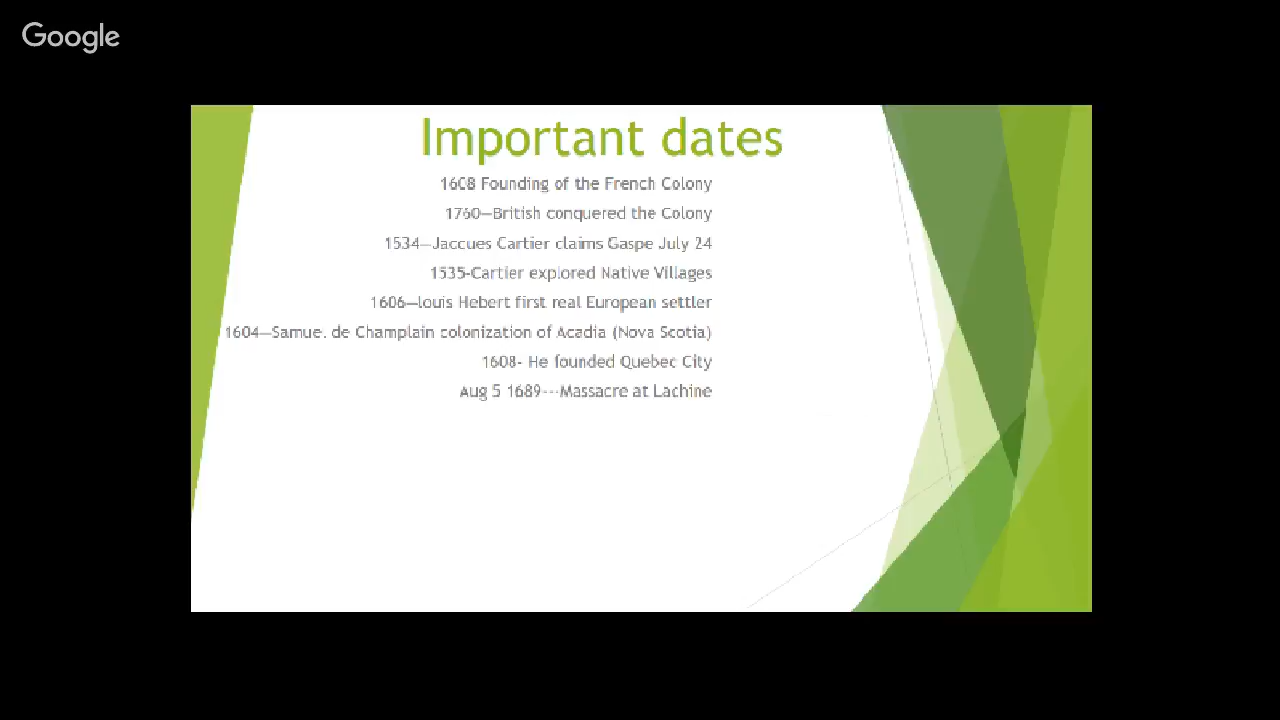 Google
Important dates
1608 Founding of the French Colony
1760—British conquered the Colony
1534—Jaccues Cartier claims Gaspe July 24
1535-Cartier explored Native Villages
1606—louis Hebert first real European settler
1604—Samuel de Champlain colonization of Acadia (Nova Scotia)
1608- He founded Quebec City
Aug 5 1689---Massacre at Lachine